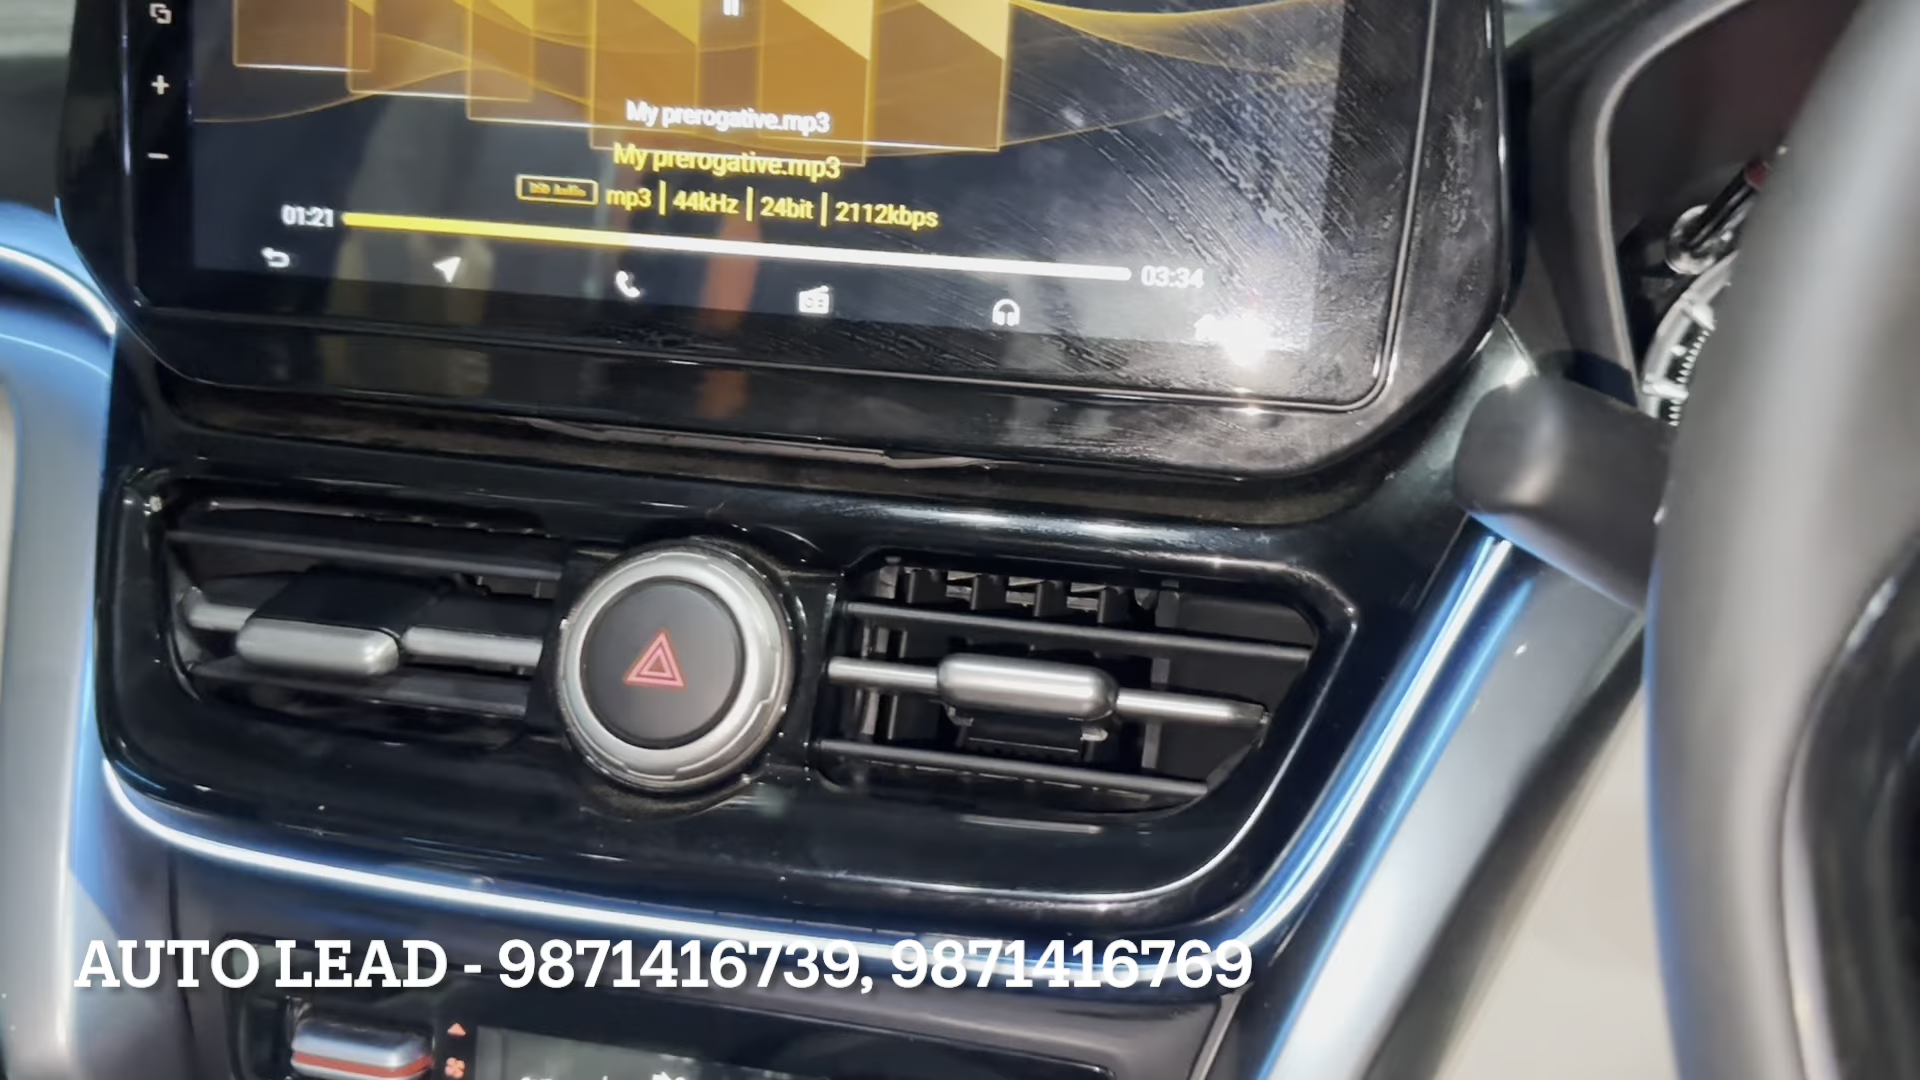 My prerogative.mp3
My prerogative.mp3
mp3 | 44kHz | 24bit | 2112kbps
01:21
03:34
AUTO LEAD - 9871416739, 9871416769